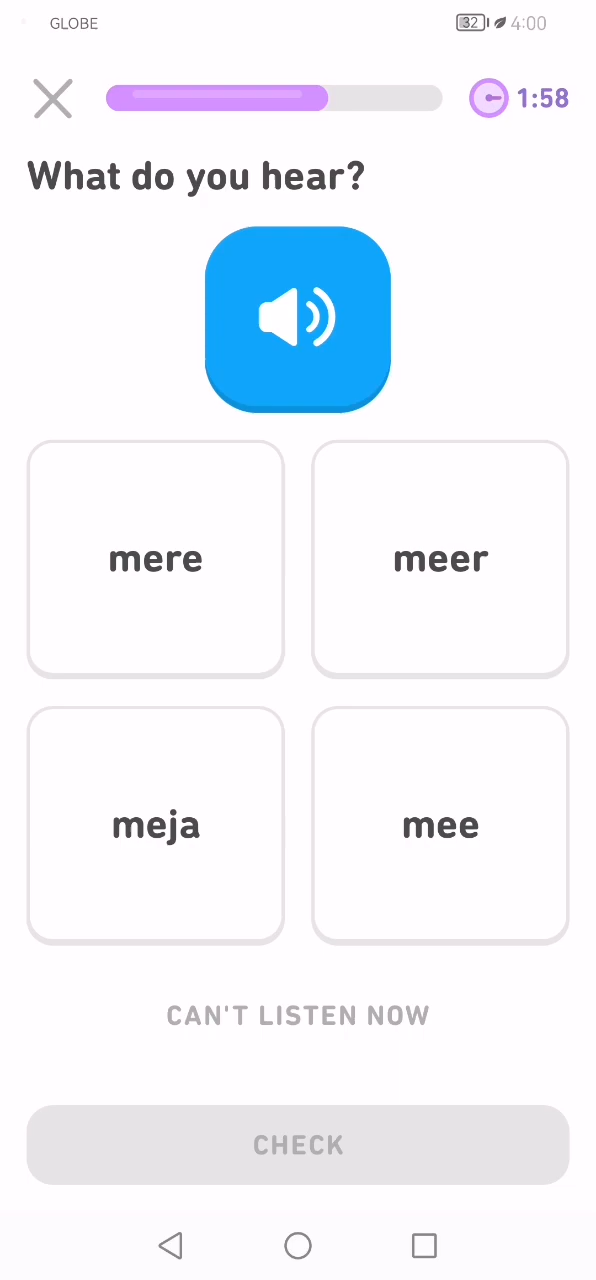 GLOBE 32 4:00
1:58
What do you hear?
mere meer
meja mee
CAN'T LISTEN NOW
CHECK